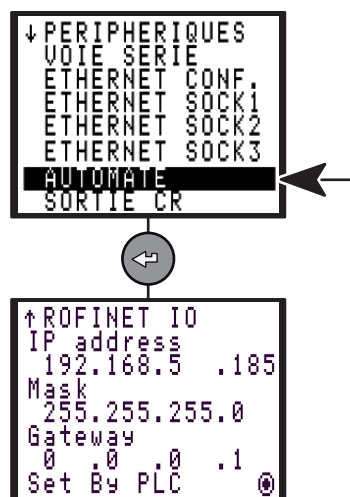 ↓PERIPHERIQUES
VOIE SERIE
ETHERNET CONF.
ETHERNET SOCK1
ETHERNET SOCK2
ETHERNET SOCK3
AUTOMATE
SORTIE CR
↑ROFINET IO
IP address
192.168.5 .185
Mask
255.255.255.0
Gateway
0 .0 .0 .1
Set By PLC